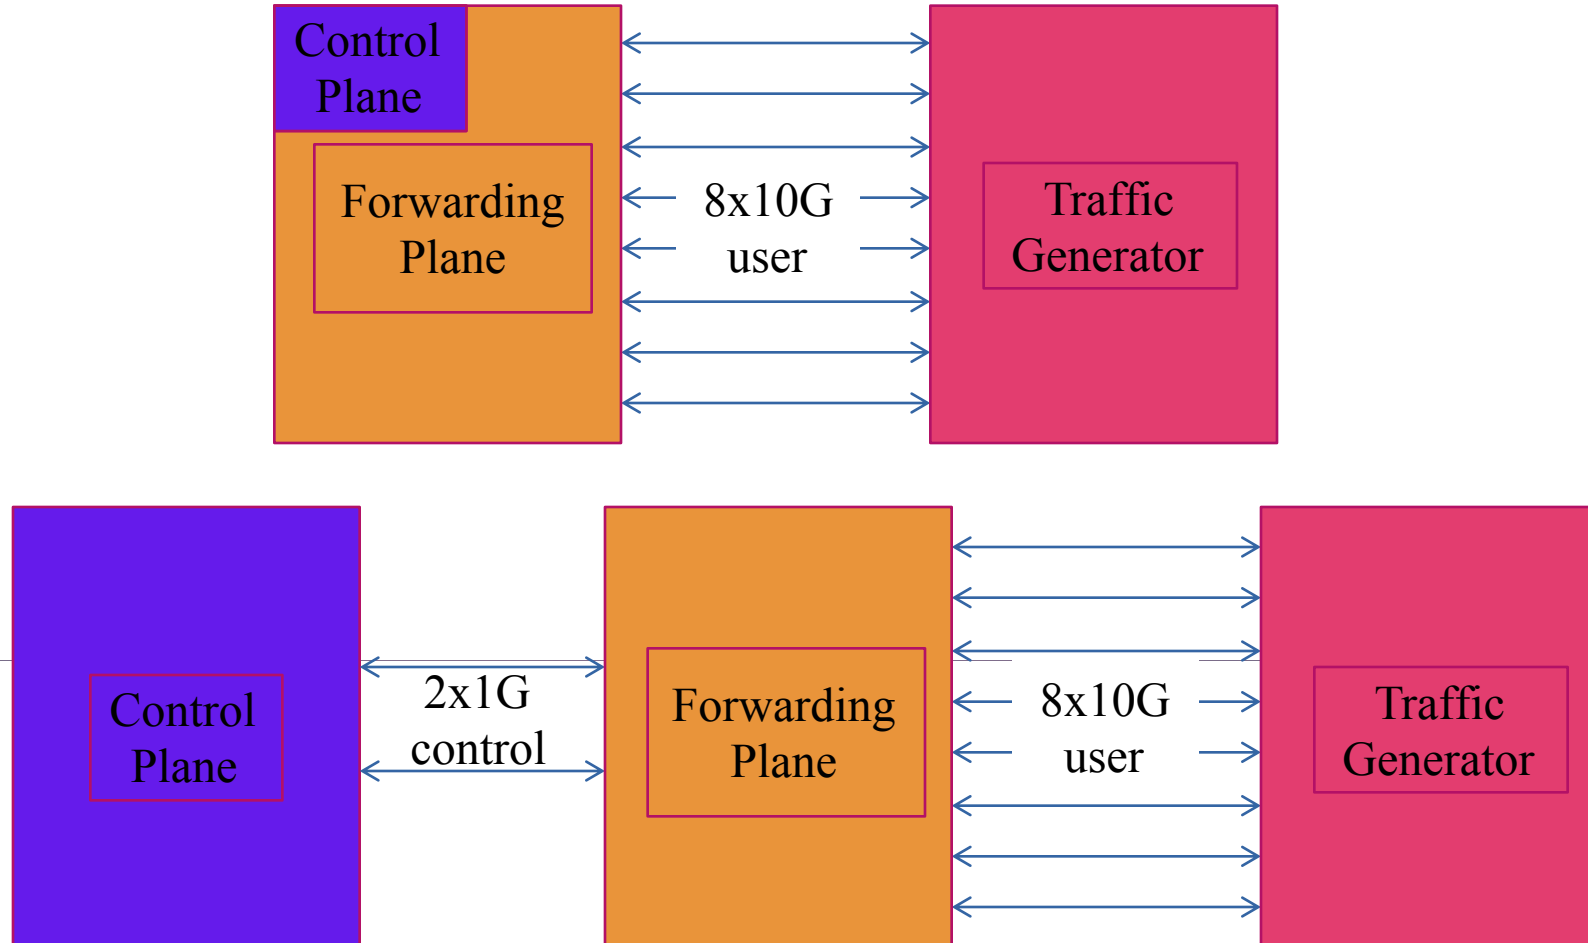 Control
Plane
Forwarding
Plane
8x10G
user
Traffic
Generator
Control
Plane
2x1G
control
Forwarding
Plane
8x10G
user
Traffic
Generator